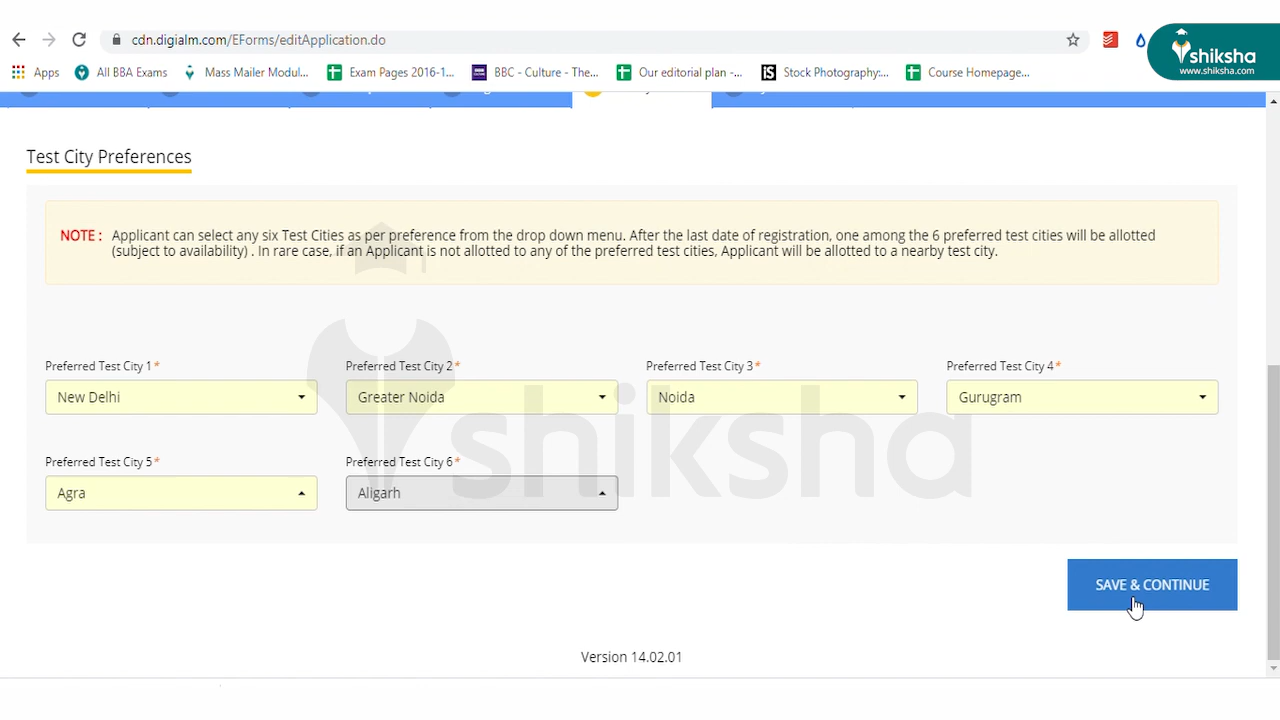 cdn.digialm.com/EForms/editApplication.do
shiksha
www.shiksha.com
Apps All BBA Exams Mass Mailer Modul... Exam Pages 2016-1... BBC - Culture - The... Our editorial plan -... Stock Photography:... Course Homepage...
Test City Preferences
NOTE : Applicant can select any six Test Cities as per preference from the drop down menu. After the last date of registration, one among the 6 preferred test cities will be allotted
(subject to availability) . In rare case, if an Applicant is not allotted to any of the preferred test cities, Applicant will be allotted to a nearby test city.
Preferred Test City 1* Preferred Test City 2* Preferred Test City 3* Preferred Test City 4*
New Delhi Greater Noida Noida Gurugram
Preferred Test City 5* Preferred Test City 6*
Agra Aligarh
shiksha
SAVE & CONTINUE
Version 14.02.01